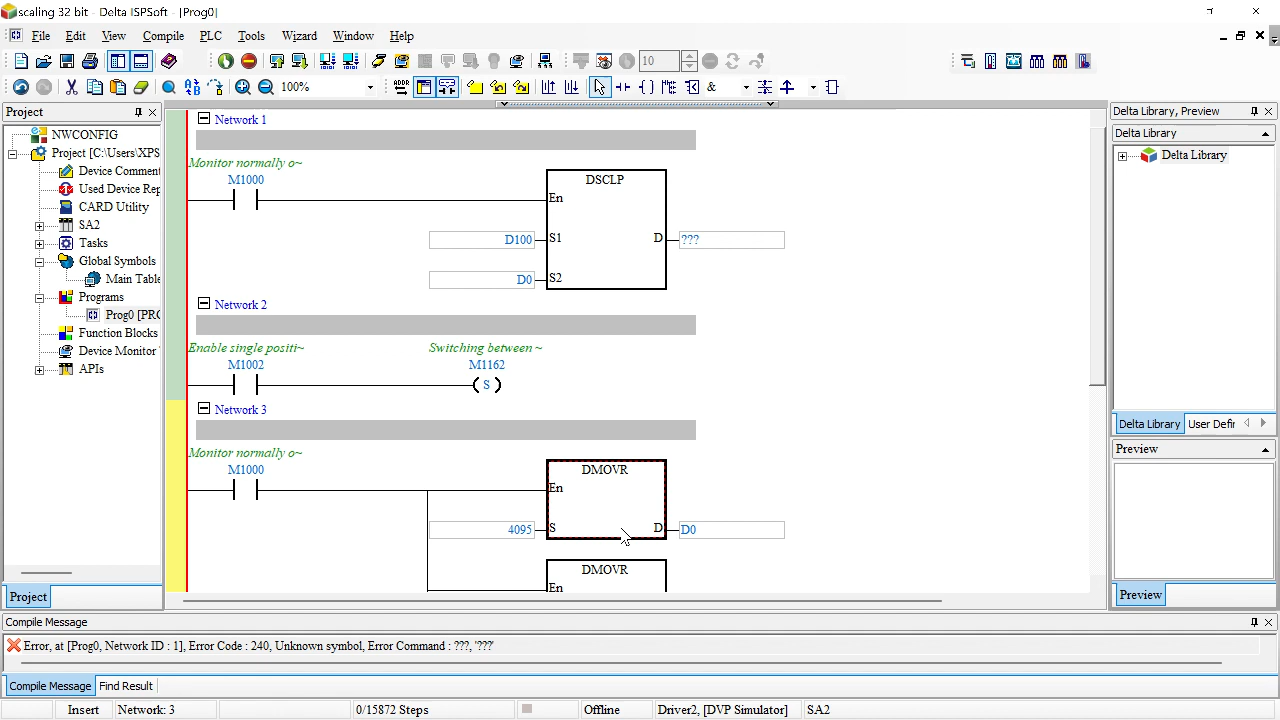 scaling 32 bit - Delta ISPSoft - [Prog0]
File Edit View Compile PLC Tools Wizard Window Help
10
100%
&
Project
NWCONFIG
Project [C:\Users\XPS
Device Comment
Used Device Rep
CARD Utility
SA2
Tasks
Global Symbols
Main Table
Programs
Prog0 [PRG
Function Blocks
Device Monitor
APIs
Project
Network 1
Monitor normally o~
M1000
DSCLP
En
D100 S1 D ???
D0 S2
Network 2
Enable single positi~ Switching between ~
M1002 M1162
S
Network 3
Monitor normally o~
M1000
DMOVR
En
4095 S D D0
DMOVR
En
Delta Library, Preview
Delta Library
Delta Library
Delta Library User Defir
Preview
Preview
Compile Message
Error, at [Prog0, Network ID : 1], Error Code : 240, Unknown symbol, Error Command : ???, '???'
Compile Message Find Result
Insert Network: 3 0/15872 Steps Offline Driver2, [DVP Simulator] SA2